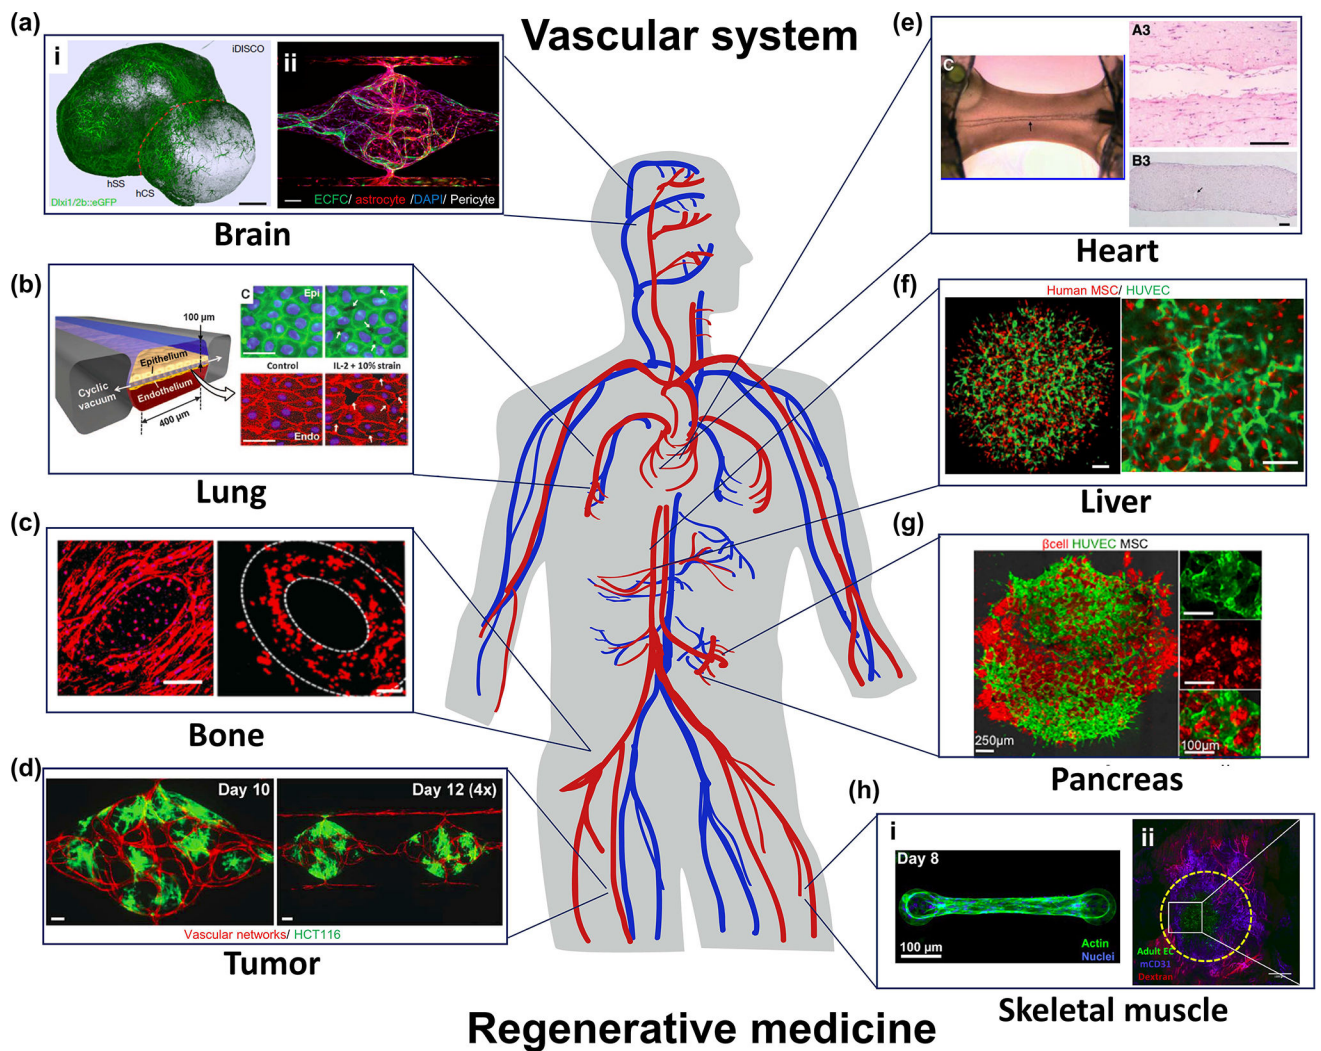 Vascular system
(a)
i
iDISCO
hSS
hCS
Dlxi1/2b::eGFP
ii
ECFC/ astrocyte /DAPI/ Pericyte
Brain
(b)
100 μm
Epithelium
Cyclic
vacuum
Endothelium
400 μm
C
Epi
Control
IL-2 + 10% strain
Endo
Lung
(c)
Bone
(d)
Day 10
Day 12 (4x)
Vascular networks/ HCT116
Tumor
(e)
C
A3
B3
Heart
(f)
Human MSC/ HUVEC
Liver
(g)
βcell HUVEC MSC
250μm
100μm
Pancreas
(h)
i
Day 8
100 μm
Actin
Nuclei
ii
Adult EC
mCD31
Dextran
Skeletal muscle
Regenerative medicine